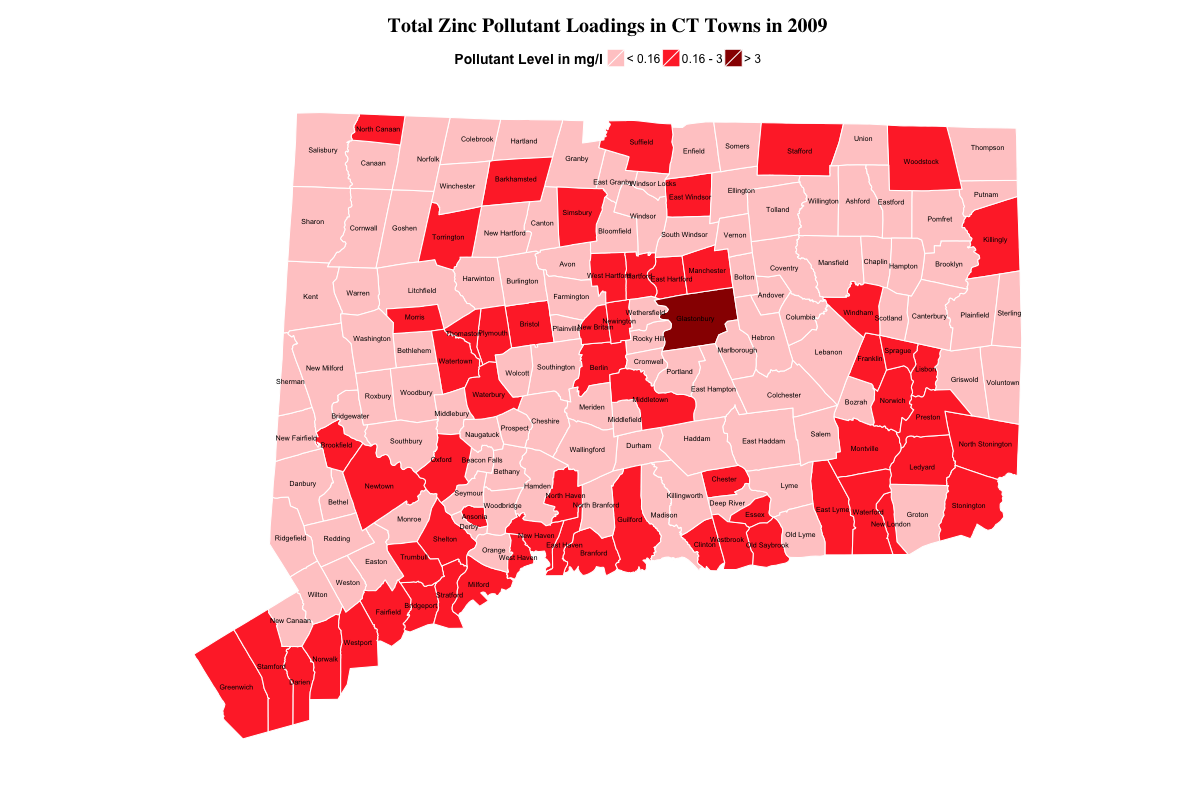 Total Zinc Pollutant Loadings in CT Towns in 2009
Pollutant Level in mg/l < 0.16 0.16 - 3 > 3
North Canaan
Salisbury
Canaan
Norfolk
Colebrook
Hartland
Granby
Suffield
Enfield
Somers
Stafford
Union
Woodstock
Thompson
Winchester
Barkhamsted
East Granby
Windsor Locks
East Windsor
Ellington
Tolland
Willington
Ashford
Eastford
Putnam
Pomfret
Sharon
Cornwall
Goshen
Torrington
New Hartford
Canton
Simsbury
Bloomfield
Windsor
South Windsor
Vernon
Killingly
Kent
Warren
Litchfield
Harwinton
Burlington
Avon
West Hartford
Hartford
East Hartford
Manchester
Bolton
Coventry
Mansfield
Chaplin
Hampton
Brooklyn
Farmington
Andover
Morris
Thomaston
Plymouth
Bristol
Plainville
New Britain
Newington
Wethersfield
Glastonbury
Columbia
Windham
Scotland
Canterbury
Plainfield
Sterling
Washington
Bethleham
Watertown
Rocky Hill
Hebron
Marlborough
Lebanon
Franklin
Sprague
Lisbon
Griswold
Voluntown
New Milford
Sherman
Roxbury
Woodbury
Waterbury
Wolcott
Southington
Berlin
Cromwell
Portland
East Hampton
Colchester
Bozrah
Norwich
Preston
Bridgewater
Middlebury
Naugatuck
Prospect
Cheshire
Meriden
Middlefield
Middletown
Haddam
East Haddam
Salem
Montville
Ledyard
North Stonington
New Fairfield
Brookfield
Southbury
Oxford
Beacon Falls
Bethany
Wallingford
Durham
Danbury
Bethel
Newtown
Seymour
Woodbridge
Hamden
North Haven
North Branford
Guilford
Madison
Killingworth
Chester
Deep River
Essex
Lyme
East Lyme
Waterford
New London
Groton
Stonington
Ridgefield
Redding
Monroe
Ansonia
Derby
Shelton
Orange
New Haven
West Haven
East Haven
Branford
Clinton
Westbrook
Old Saybrook
Old Lyme
Easton
Trumbull
Weston
Wilton
Milford
Stratford
Bridgeport
Fairfield
New Canaan
Westport
Norwalk
Stamford
Darien
Greenwich